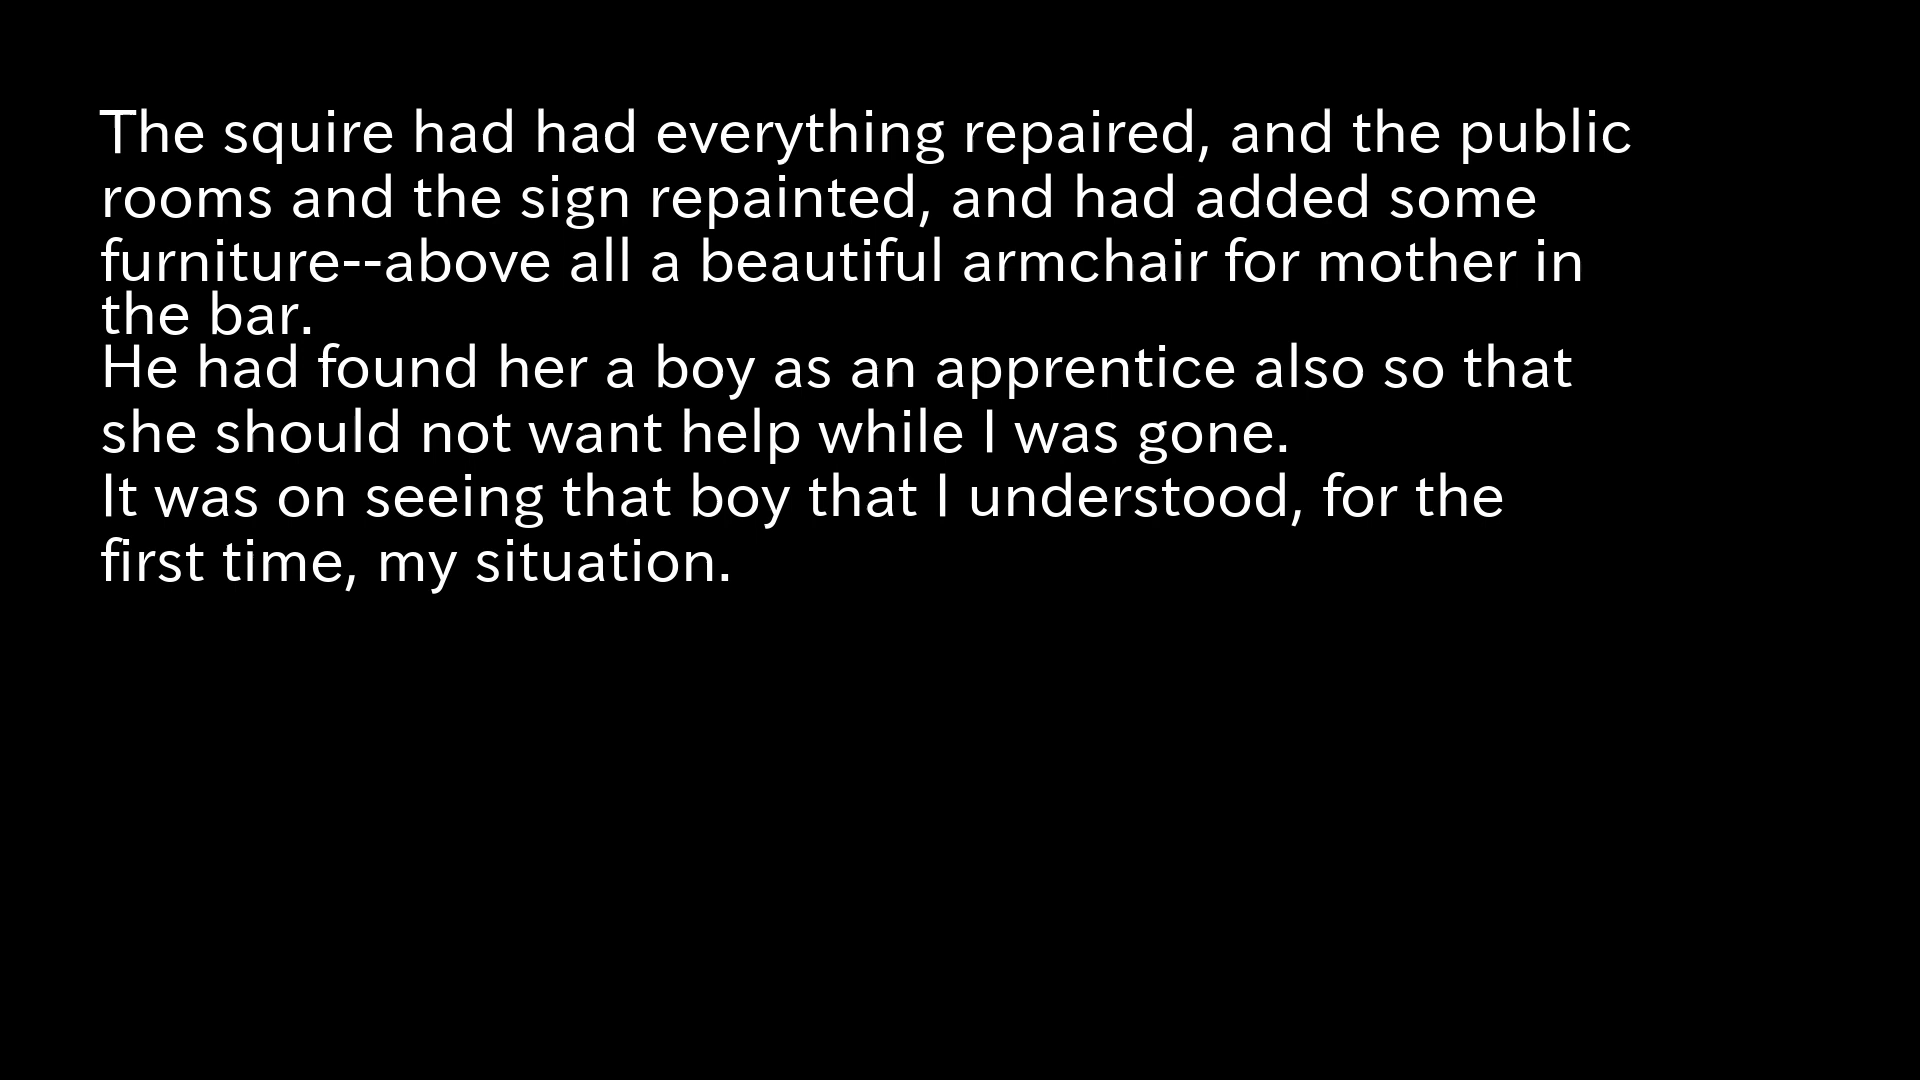 The squire had had everything repaired, and the public
rooms and the sign repainted, and had added some
furniture--above all a beautiful armchair for mother in
the bar.
He had found her a boy as an apprentice also so that
she should not want help while I was gone.
It was on seeing that boy that I understood, for the
first time, my situation.